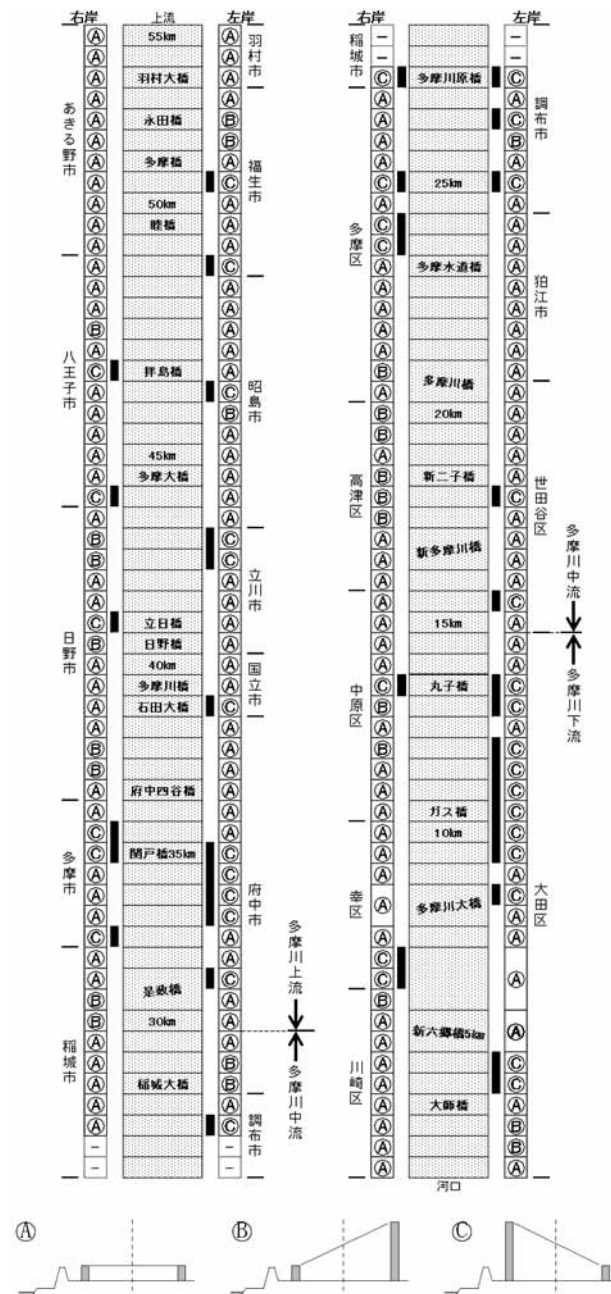 右岸 上流 左岸
Ⓐ 55km Ⓐ
Ⓐ Ⓐ
Ⓐ 羽村大橋 Ⓐ
Ⓐ Ⓐ
Ⓐ 永田橋 Ⓑ
Ⓐ Ⓑ
Ⓐ 多摩橋 Ⓐ
Ⓐ Ⓒ
Ⓐ 50km Ⓐ
Ⓐ 睦橋 Ⓐ
Ⓐ Ⓐ
Ⓐ Ⓒ
Ⓐ Ⓐ
Ⓐ Ⓐ
Ⓑ Ⓐ
Ⓐ Ⓐ
Ⓒ 拝島橋 Ⓐ
Ⓐ Ⓒ
Ⓐ Ⓑ
Ⓐ Ⓐ
Ⓐ 45km Ⓐ
Ⓐ 多摩大橋 Ⓐ
Ⓒ Ⓐ
Ⓐ Ⓐ
Ⓑ Ⓒ
Ⓑ Ⓒ
Ⓐ Ⓐ
Ⓐ Ⓐ
Ⓒ 立日橋 Ⓐ
Ⓑ 日野橋 Ⓐ
Ⓐ 40km Ⓐ
Ⓐ 多摩川橋 Ⓐ
Ⓐ 石田大橋 Ⓒ
Ⓐ Ⓐ
Ⓑ Ⓐ
Ⓑ Ⓐ
Ⓐ 府中四谷橋 Ⓐ
Ⓐ Ⓐ
Ⓒ Ⓐ
Ⓒ 関戸橋35km Ⓒ
Ⓐ Ⓒ
Ⓐ Ⓒ
Ⓐ Ⓒ
Ⓒ Ⓐ
Ⓐ Ⓐ
Ⓐ 是政橋 Ⓒ
Ⓑ Ⓐ
Ⓑ 30km Ⓐ
Ⓐ Ⓐ
Ⓐ Ⓑ
Ⓐ 稲城大橋 Ⓑ
Ⓐ Ⓐ
Ⓐ Ⓒ
－ －
－ －
あきる野市
八王子市
日野市
多摩市
稲城市
羽村市
福生市
昭島市
立川市
国立市
府中市
調布市
多摩川上流
多摩川中流
右岸 左岸
Ⓐ －
Ⓐ －
Ⓒ 多摩川原橋 Ⓒ
Ⓐ Ⓐ
Ⓐ Ⓒ
Ⓐ Ⓑ
Ⓐ Ⓐ
Ⓒ 25km Ⓒ
Ⓐ Ⓐ
Ⓒ Ⓐ
Ⓒ Ⓐ
Ⓐ 多摩水道橋 Ⓐ
Ⓐ Ⓐ
Ⓐ Ⓐ
Ⓐ Ⓐ
Ⓐ Ⓐ
Ⓑ 多摩川橋 Ⓐ
Ⓐ Ⓐ
Ⓑ 20km Ⓐ
Ⓑ Ⓐ
Ⓐ Ⓐ
Ⓑ 新二子橋 Ⓐ
Ⓑ Ⓒ
Ⓑ Ⓐ
Ⓐ 新多摩川橋 Ⓐ
Ⓐ Ⓐ
Ⓐ Ⓐ
Ⓐ Ⓒ
Ⓐ 15km Ⓐ
Ⓐ Ⓐ
Ⓐ Ⓐ
Ⓒ 丸子橋 Ⓒ
Ⓑ Ⓒ
Ⓐ Ⓐ
Ⓐ Ⓒ
Ⓐ Ⓒ
Ⓐ Ⓒ
Ⓐ ガス橋 Ⓒ
Ⓐ 10km Ⓒ
Ⓐ Ⓒ
Ⓐ Ⓐ
Ⓐ 多摩川大橋 Ⓒ
Ⓐ
Ⓐ Ⓐ
Ⓒ Ⓐ
Ⓒ
Ⓑ
Ⓐ 新六郷橋5km Ⓐ
Ⓐ
Ⓐ Ⓒ
Ⓐ Ⓒ
Ⓐ 大師橋 Ⓐ
Ⓐ Ⓑ
Ⓐ Ⓑ
Ⓐ Ⓐ
河口
稲城市
多摩区
高津区
中原区
幸区
川崎区
調布市
狛江市
世田谷区
大田区
多摩川中流
多摩川下流
Ⓐ Ⓑ Ⓒ